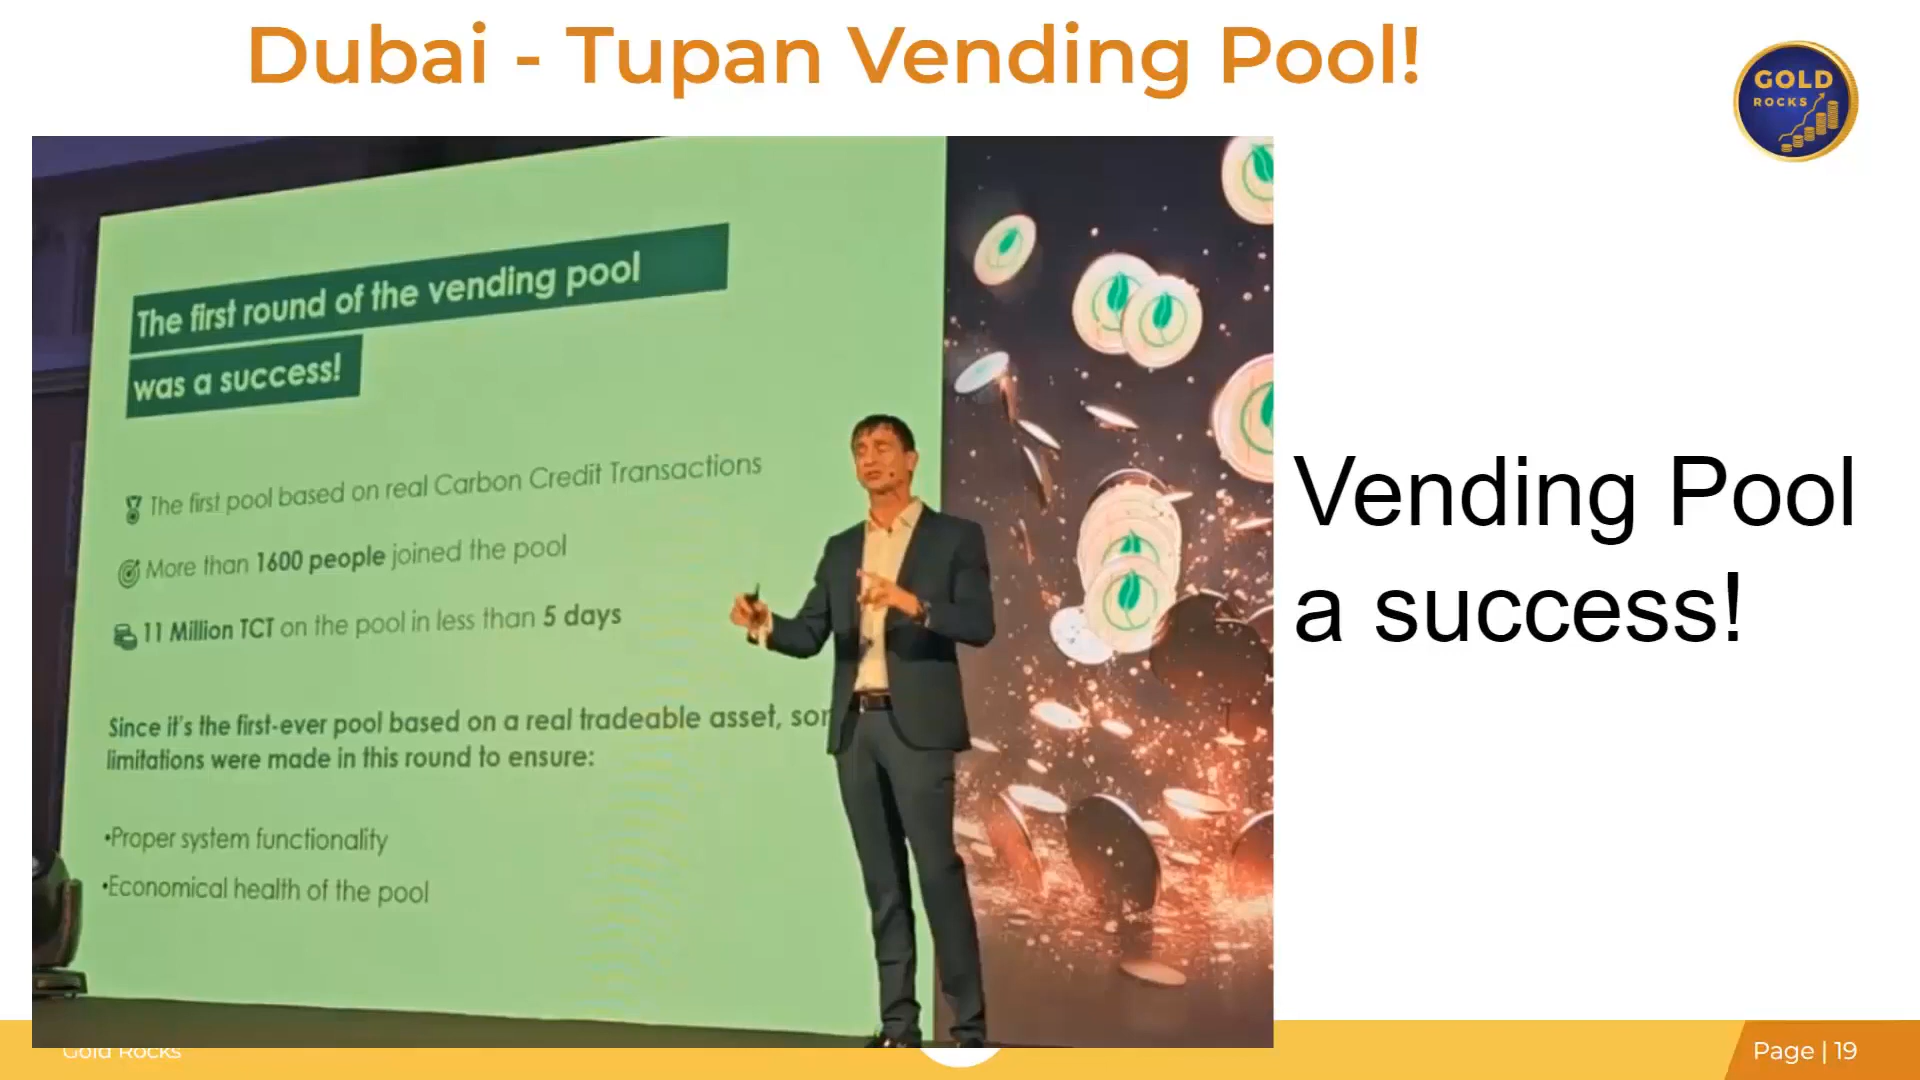 Dubai - Tupan Vending Pool!
GOLD
ROCKS
The first round of the vending pool
was a success!
The first pool based on real Carbon Credit Transactions
More than 1600 people joined the pool
11 Million TCT on the pool in less than 5 days
Since it's the first-ever pool based on a real tradeable asset,
limitations were made in this round to ensure:
•Proper system functionality
•Economical health of the pool
Vending Pool
a success!
Gold Rocks
Page | 19